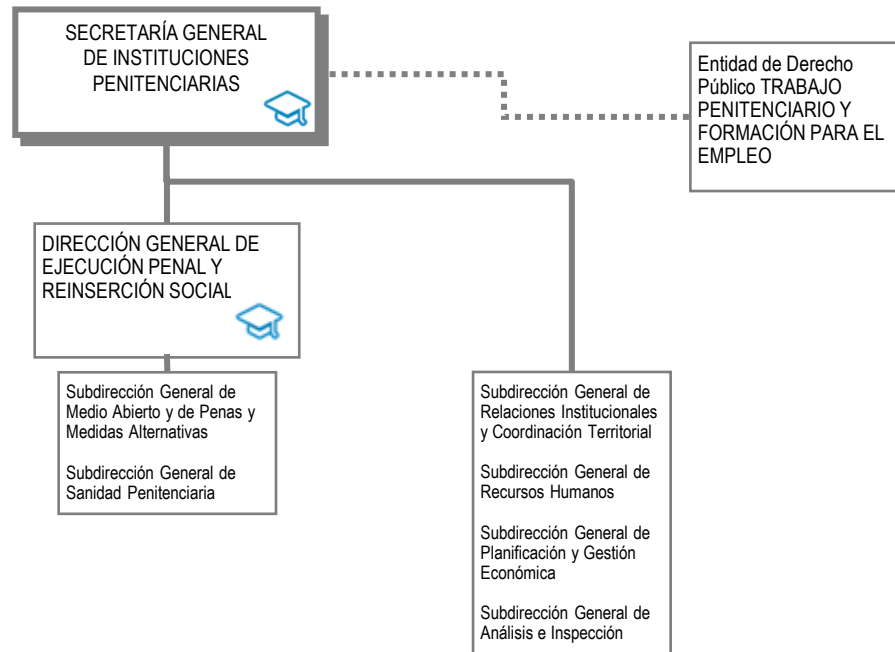 SECRETARÍA GENERAL
DE INSTITUCIONES
PENITENCIARIAS
Entidad de Derecho
Público TRABAJO
PENITENCIARIO Y
FORMACIÓN PARA EL
EMPLEO
DIRECCIÓN GENERAL DE
EJECUCIÓN PENAL Y
REINSERCIÓN SOCIAL
Subdirección General de
Medio Abierto y de Penas y
Medidas Alternativas
Subdirección General de
Sanidad Penitenciaria
Subdirección General de
Relaciones Institucionales
y Coordinación Territorial
Subdirección General de
Recursos Humanos
Subdirección General de
Planificación y Gestión
Económica
Subdirección General de
Análisis e Inspección